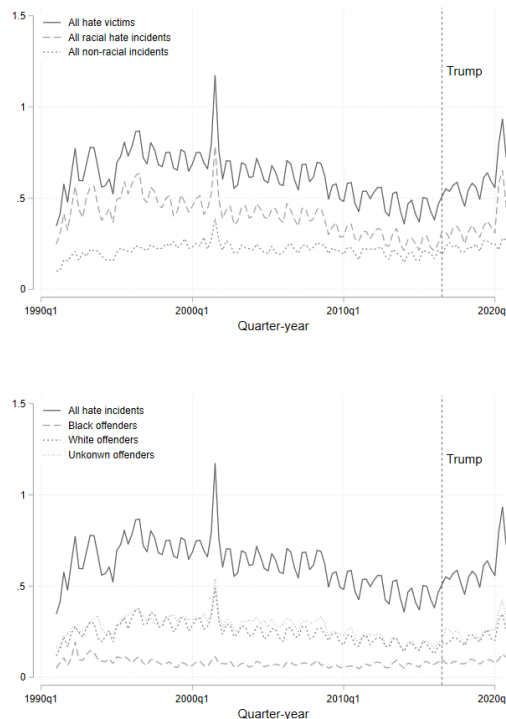 1.5
All hate victims
All racial hate incidents
All non-racial incidents
Trump
1
.5
0
1990q1
2000q1
2010q1
2020q
Quarter-year
1.5
All hate incidents
Black offenders
White offenders
Unkonwn offenders
Trump
1
.5
0
1990q1
2000q1
2010q1
2020q
Quarter-year